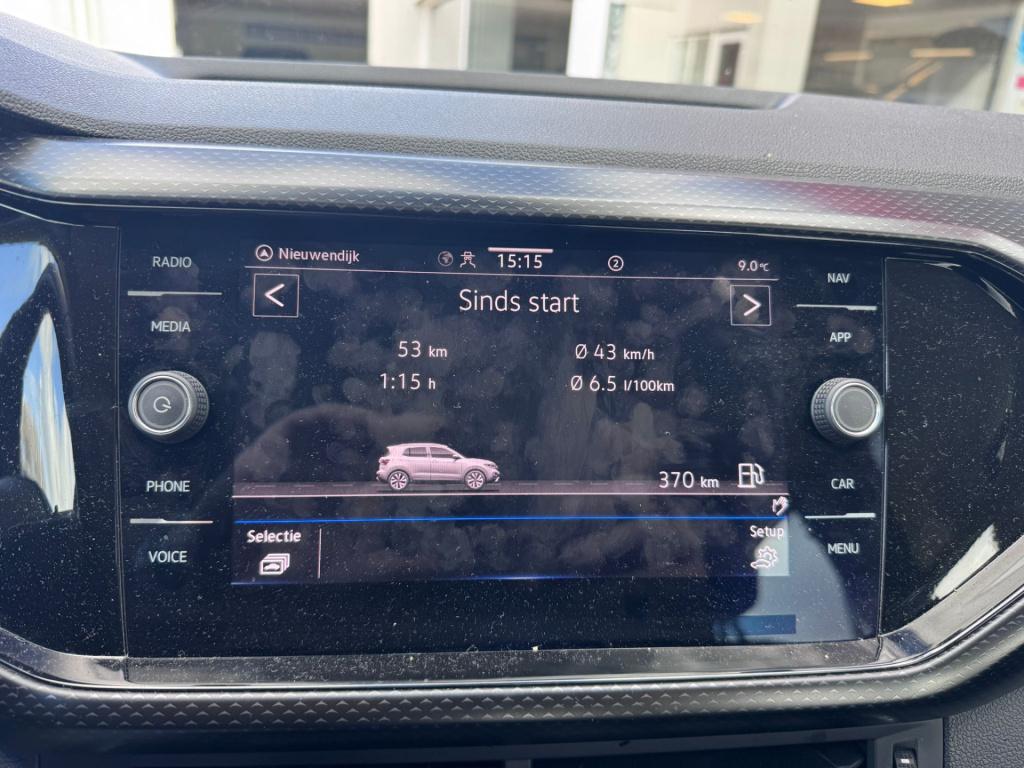 RADIO
MEDIA
PHONE
VOICE
Nieuwendijk 15:15 2 9.0°C
< Sinds start >
53 km Ø 43 km/h
1:15 h Ø 6.5 l/100km
370 km
Selectie Setup
NAV
APP
CAR
MENU